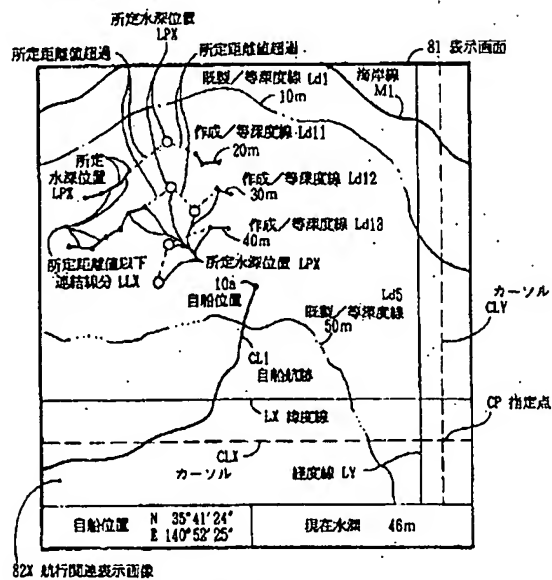 所定水深位置
LPX
所定距離値超過
所定距離値超過
81 表示画面
既製/等深度線 Ld1
10m
海岸線
M1
作成/等深度線 Ld11
20m
所定
水深位置
LPX
作成/等深度線 Ld12
30m
作成/等深度線 Ld13
40m
所定水深位置 LPX
所定距離値以下
連結線分 LLX
10a
自船位置
Ld5
既製/等深度線
50m
カーソル
CLY
CL1
自船航跡
LX 緯度線
CP 指定点
CLX
カーソル
経度線 LY
自船位置 N 35°41'24"
E 140°52'25"
現在水深 46m
82X 航行関連表示画像